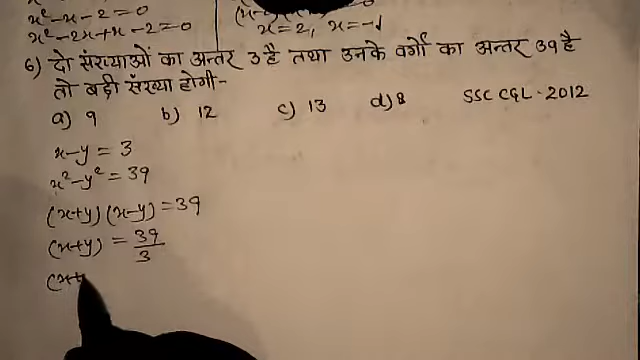 x² - x - 2 = 0
x² - 2x + x - 2 = 0
x = 2, x = -1
6) दो संख्याओं का अन्तर 3 है तथा उनके वर्गों का अन्तर 39 है
तो बड़ी संख्या होगी-
a) 9 b) 12 c) 13 d) 8 SSC CGL - 2012
x - y = 3
x² - y² = 39
(x+y) (x-y) = 39
(x+y) = 39/3
(x+